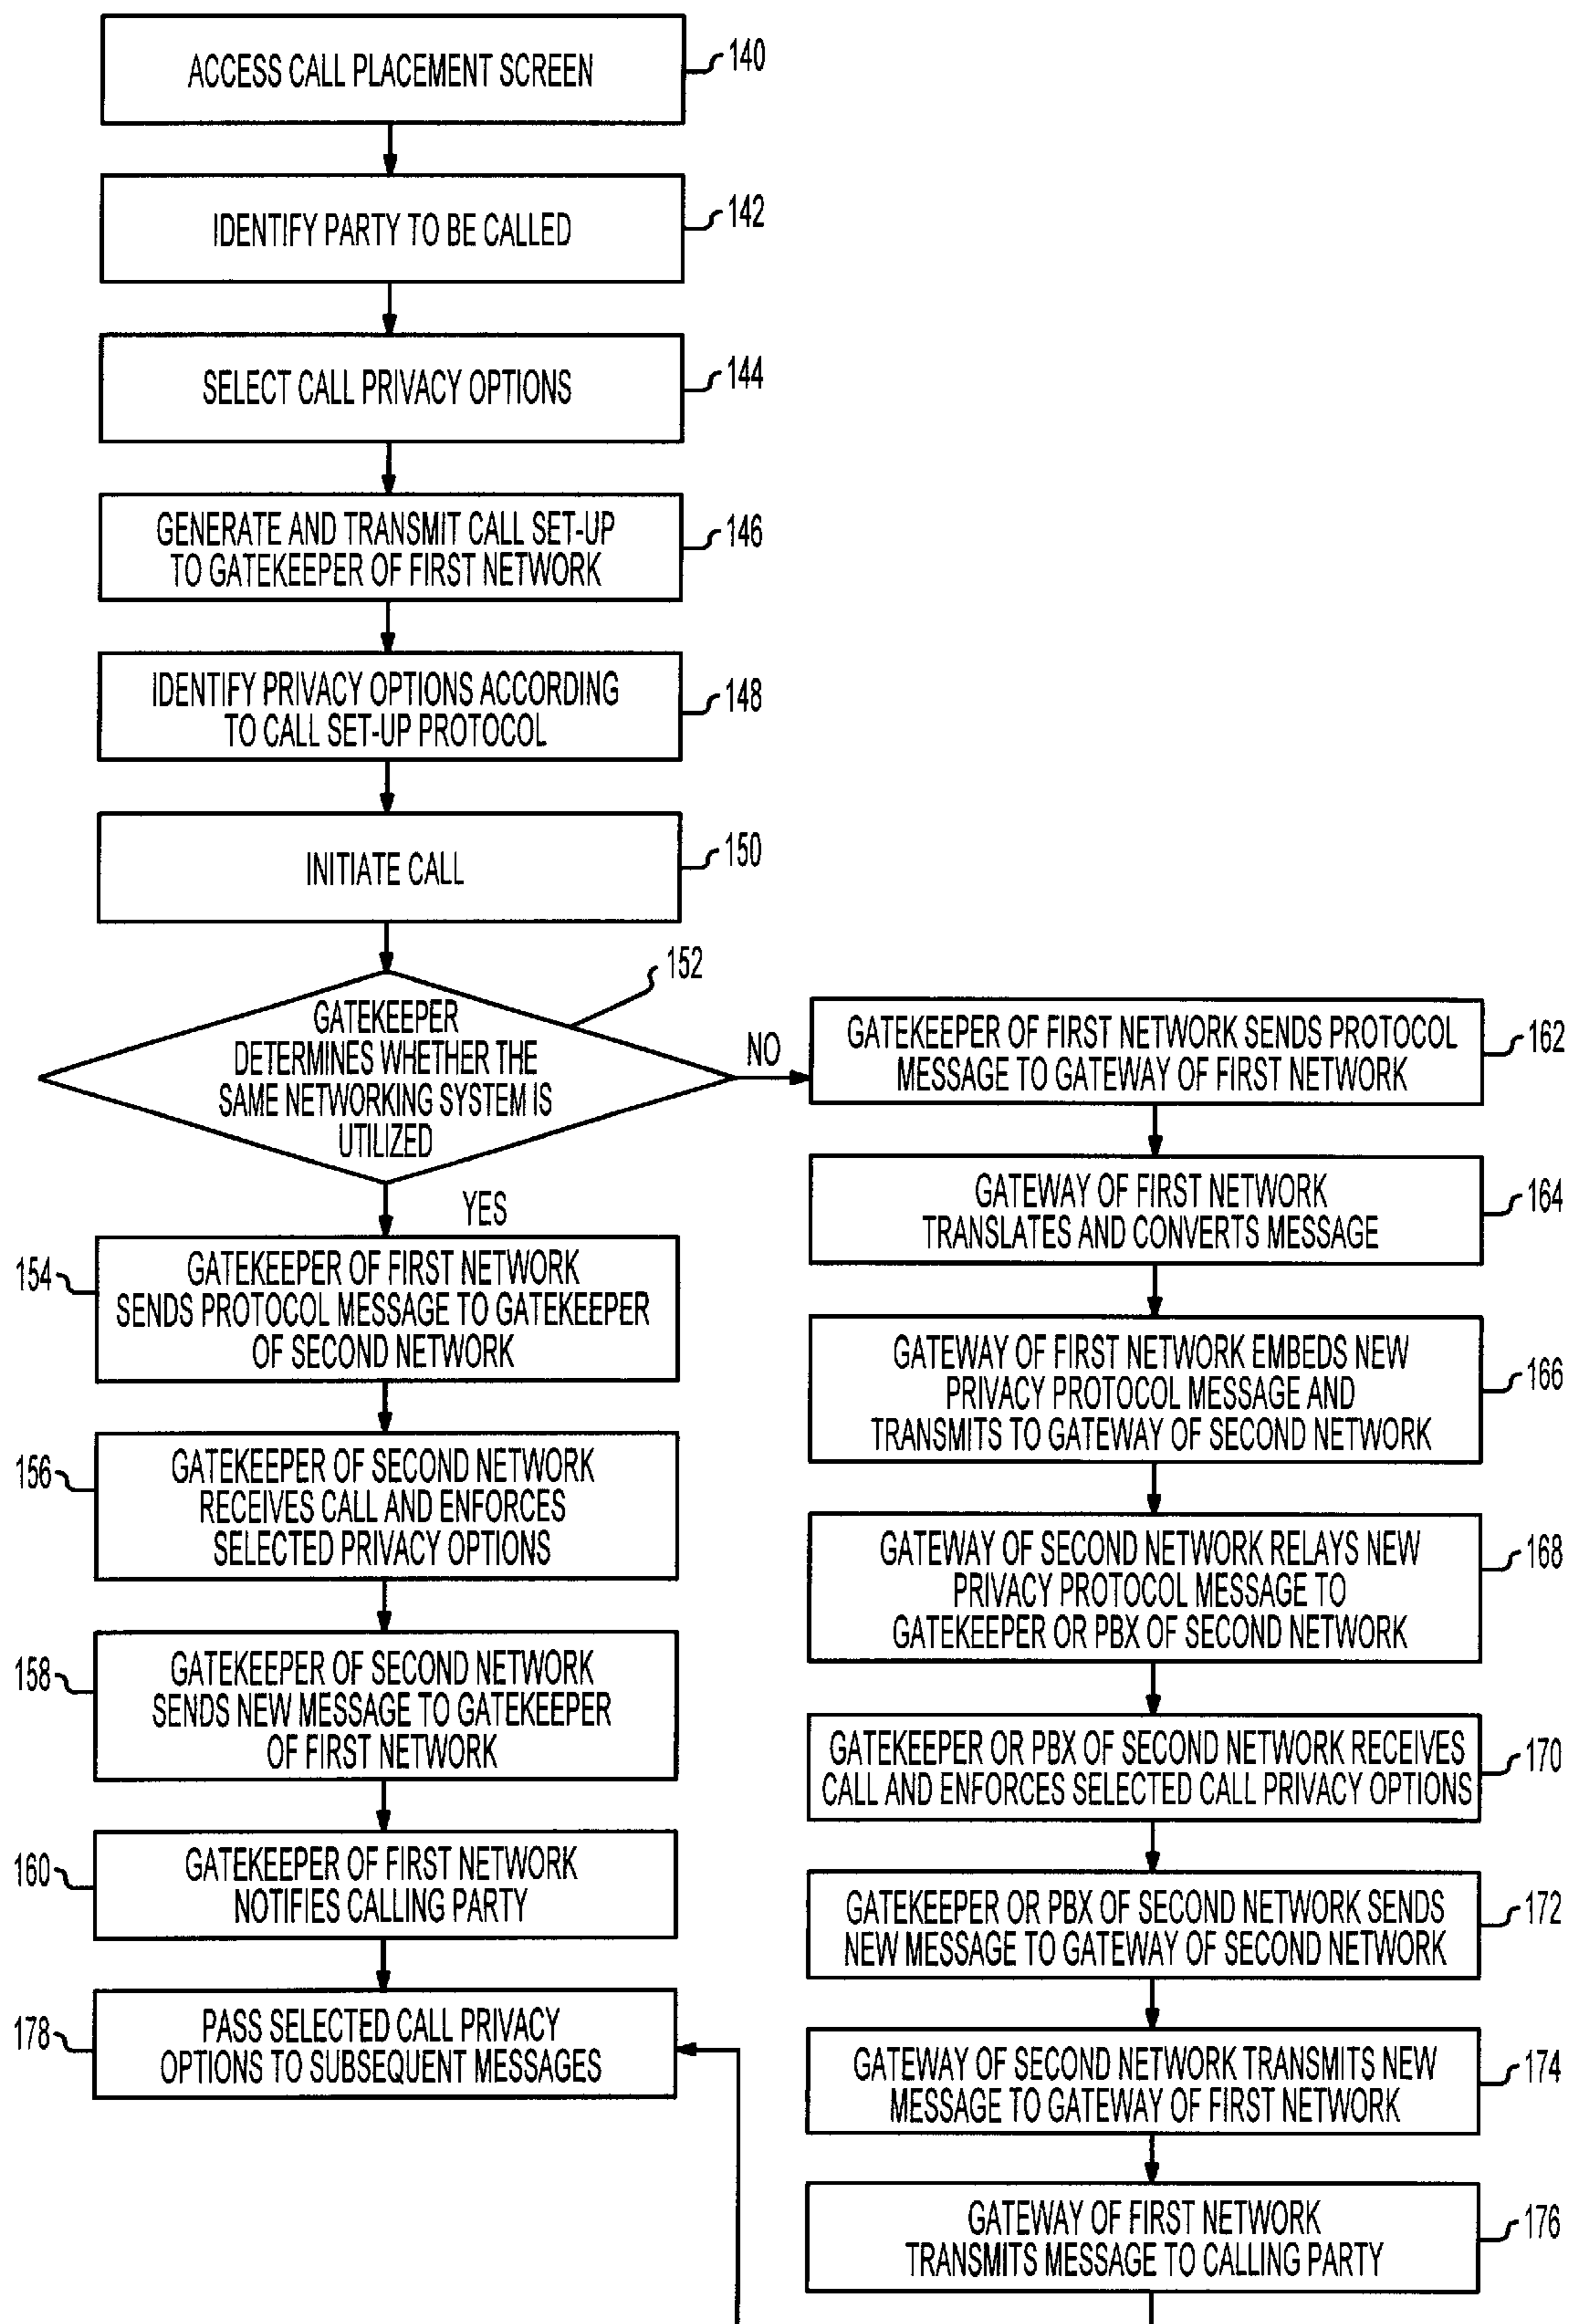 ACCESS CALL PLACEMENT SCREEN
140
IDENTIFY PARTY TO BE CALLED
142
SELECT CALL PRIVACY OPTIONS
144
GENERATE AND TRANSMIT CALL SET-UP
TO GATEKEEPER OF FIRST NETWORK
146
IDENTIFY PRIVACY OPTIONS ACCORDING
TO CALL SET-UP PROTOCOL
148
INITIATE CALL
150
152
GATEKEEPER
DETERMINES WHETHER THE
SAME NETWORKING SYSTEM IS
UTILIZED
NO
YES
154
GATEKEEPER OF FIRST NETWORK
SENDS PROTOCOL MESSAGE TO GATEKEEPER
OF SECOND NETWORK
156
GATEKEEPER OF SECOND NETWORK
RECEIVES CALL AND ENFORCES
SELECTED PRIVACY OPTIONS
158
GATEKEEPER OF SECOND NETWORK
SENDS NEW MESSAGE TO GATEKEEPER
OF FIRST NETWORK
160
GATEKEEPER OF FIRST NETWORK
NOTIFIES CALLING PARTY
178
PASS SELECTED CALL PRIVACY
OPTIONS TO SUBSEQUENT MESSAGES
GATEKEEPER OF FIRST NETWORK SENDS PROTOCOL
MESSAGE TO GATEWAY OF FIRST NETWORK
162
GATEWAY OF FIRST NETWORK
TRANSLATES AND CONVERTS MESSAGE
164
GATEWAY OF FIRST NETWORK EMBEDS NEW
PRIVACY PROTOCOL MESSAGE AND
TRANSMITS TO GATEWAY OF SECOND NETWORK
166
GATEWAY OF SECOND NETWORK RELAYS NEW
PRIVACY PROTOCOL MESSAGE TO
GATEKEEPER OR PBX OF SECOND NETWORK
168
GATEKEEPER OR PBX OF SECOND NETWORK RECEIVES
CALL AND ENFORCES SELECTED CALL PRIVACY OPTIONS
170
GATEKEEPER OR PBX OF SECOND NETWORK SENDS
NEW MESSAGE TO GATEWAY OF SECOND NETWORK
172
GATEWAY OF SECOND NETWORK TRANSMITS NEW
MESSAGE TO GATEWAY OF FIRST NETWORK
174
GATEWAY OF FIRST NETWORK
TRANSMITS MESSAGE TO CALLING PARTY
176